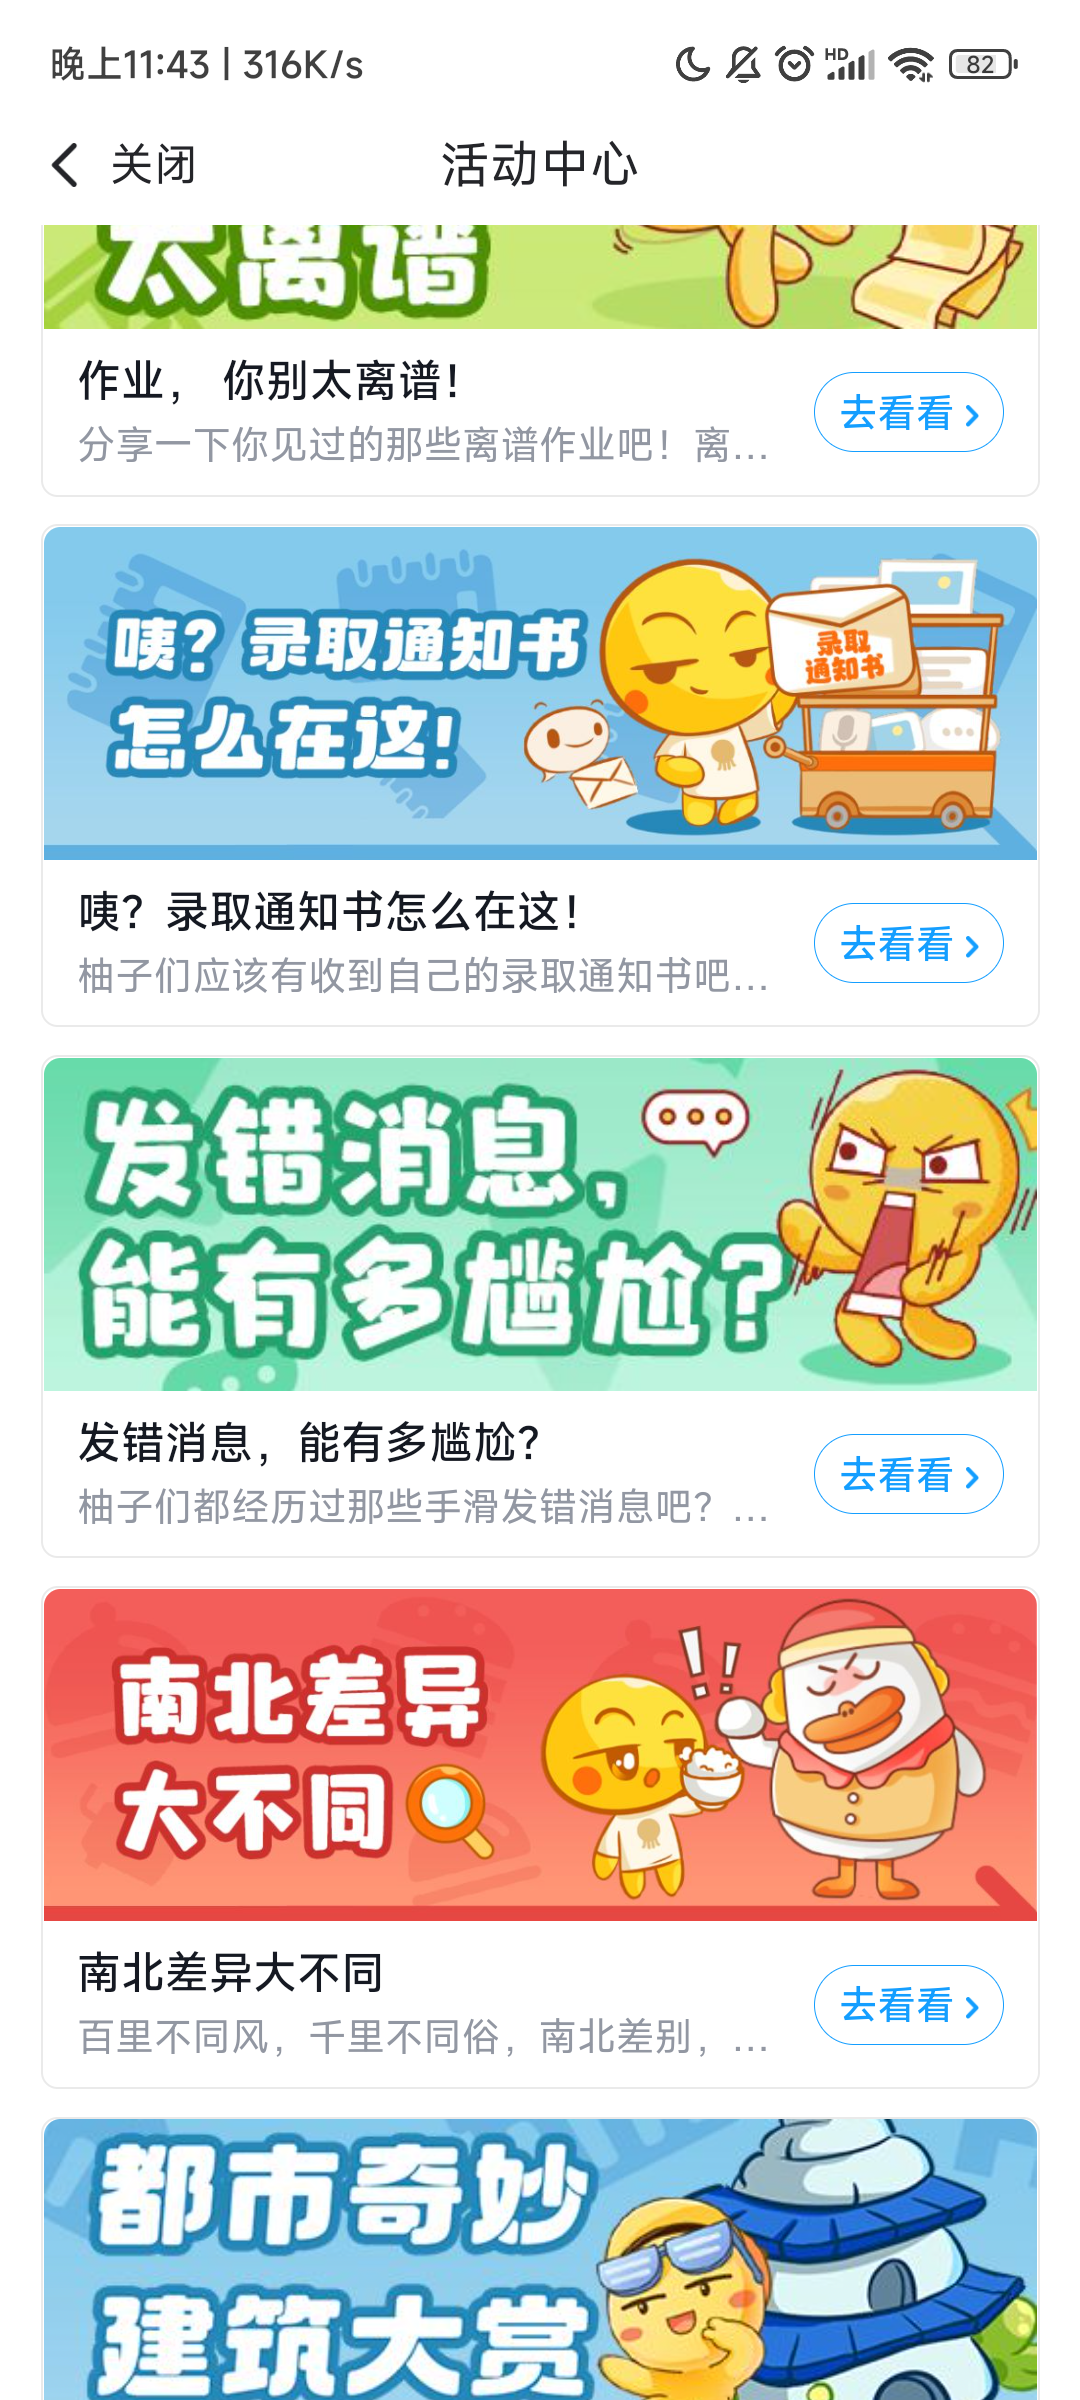 晚上11:43 | 316K/s
HD
82
关闭
活动中心
太离谱
作业，你别太离谱！
分享一下你见过的那些离谱作业吧！离...
去看看
咦？录取通知书
怎么在这！
录取
通知书
咦？录取通知书怎么在这！
柚子们应该有收到自己的录取通知书吧...
去看看
发错消息，
能有多尴尬？
发错消息，能有多尴尬？
柚子们都经历过那些手滑发错消息吧？...
去看看
南北差异
大不同
南北差异大不同
百里不同风，千里不同俗，南北差别，...
去看看
都市奇妙
建筑大赏